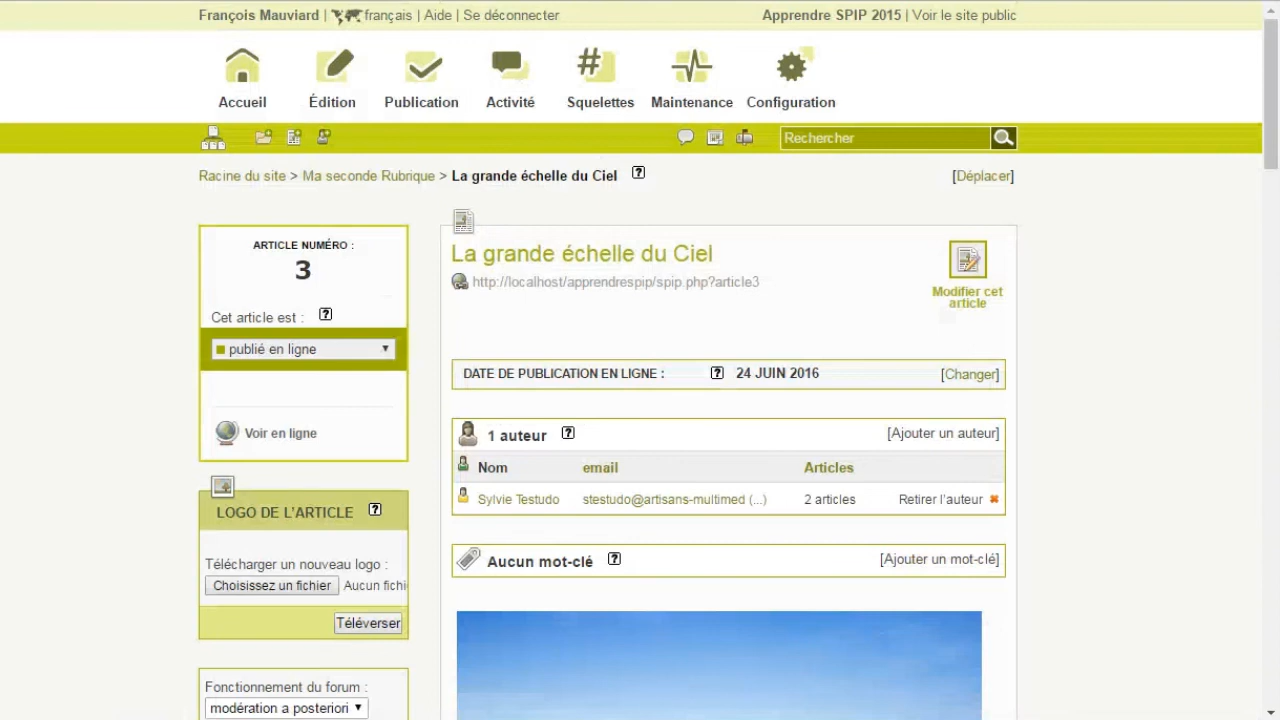 François Mauviard | français | Aide | Se déconnecter
Apprendre SPIP 2015 | Voir le site public
Accueil
Édition
Publication
Activité
Squelettes
Maintenance
Configuration
Rechercher
Racine du site > Ma seconde Rubrique > La grande échelle du Ciel ?
[Déplacer]
ARTICLE NUMÉRO :
3
Cet article est : ?
publié en ligne
Voir en ligne
LOGO DE L'ARTICLE ?
Télécharger un nouveau logo :
Choisissez un fichier Aucun fichi
Téléverser
Fonctionnement du forum :
modération a posteriori
La grande échelle du Ciel
http://localhost/apprendrespip/spip.php?article3
Modifier cet
article
DATE DE PUBLICATION EN LIGNE : ? 24 JUIN 2016 [Changer]
1 auteur ? [Ajouter un auteur]
Nom email Articles
Sylvie Testudo stestudo@artisans-multimed (...) 2 articles Retirer l'auteur
Aucun mot-clé ? [Ajouter un mot-clé]